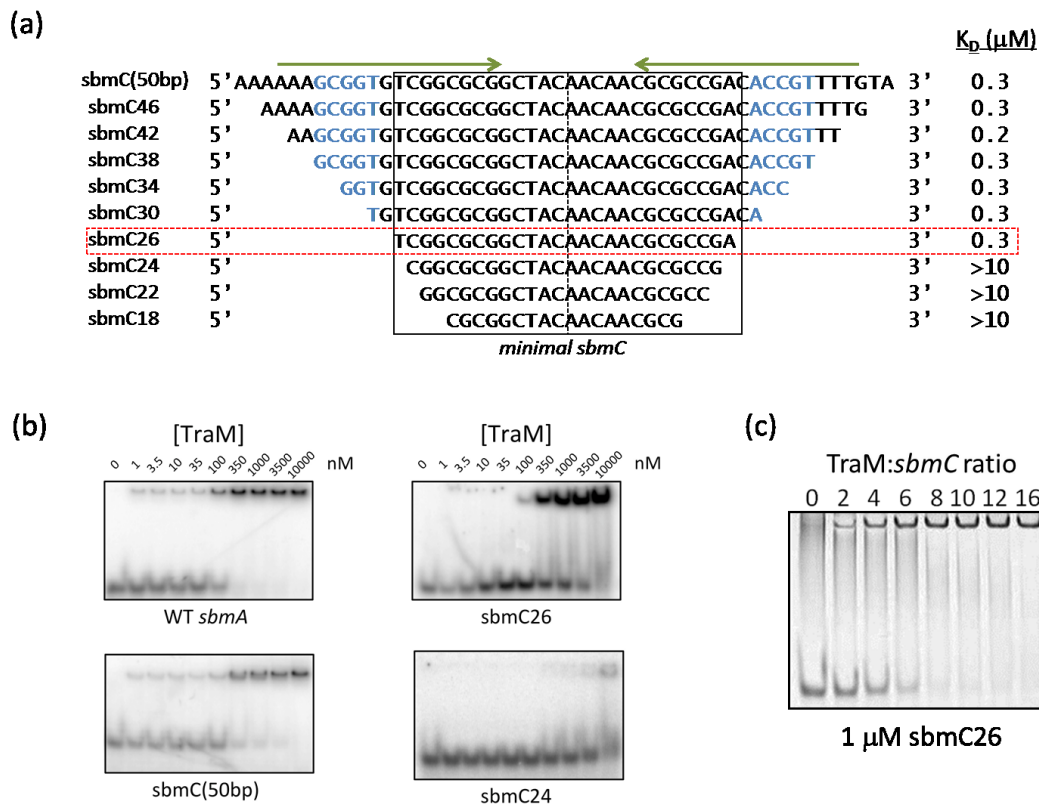 (a)
K_D (μM)
sbmC(50bp) 5' AAAAAAGCGGTGTCGGCGCGGCTACAACAACGCGCCGACACCGTTTTGTA 3' 0.3
sbmC46 5' AAAAGCGGTGTCGGCGCGGCTACAACAACGCGCCGACACCGTTTTG 3' 0.3
sbmC42 5' AAGCGGTGTCGGCGCGGCTACAACAACGCGCCGACACCGTTT 3' 0.2
sbmC38 5' GCGGTGTCGGCGCGGCTACAACAACGCGCCGACACCGT 3' 0.3
sbmC34 5' GGTGTCGGCGCGGCTACAACAACGCGCCGACACC 3' 0.3
sbmC30 5' TGTCGGCGCGGCTACAACAACGCGCCGACA 3' 0.3
sbmC26 5' TCGGCGCGGCTACAACAACGCGCCGA 3' 0.3
sbmC24 5' CGGCGCGGCTACAACAACGCGCCG 3' >10
sbmC22 5' GGCGCGGCTACAACAACGCGCC 3' >10
sbmC18 5' CGCGGCTACAACAACGCG 3' >10
minimal sbmC
(b)
[TraM]
0 1 3.5 10 35 100 350 1000 3500 10000 nM
WT sbmA
sbmC(50bp)
[TraM]
0 1 3.5 10 35 100 350 1000 3500 10000 nM
sbmC26
sbmC24
(c)
TraM:sbmC ratio
0 2 4 6 8 10 12 16
1 μM sbmC26